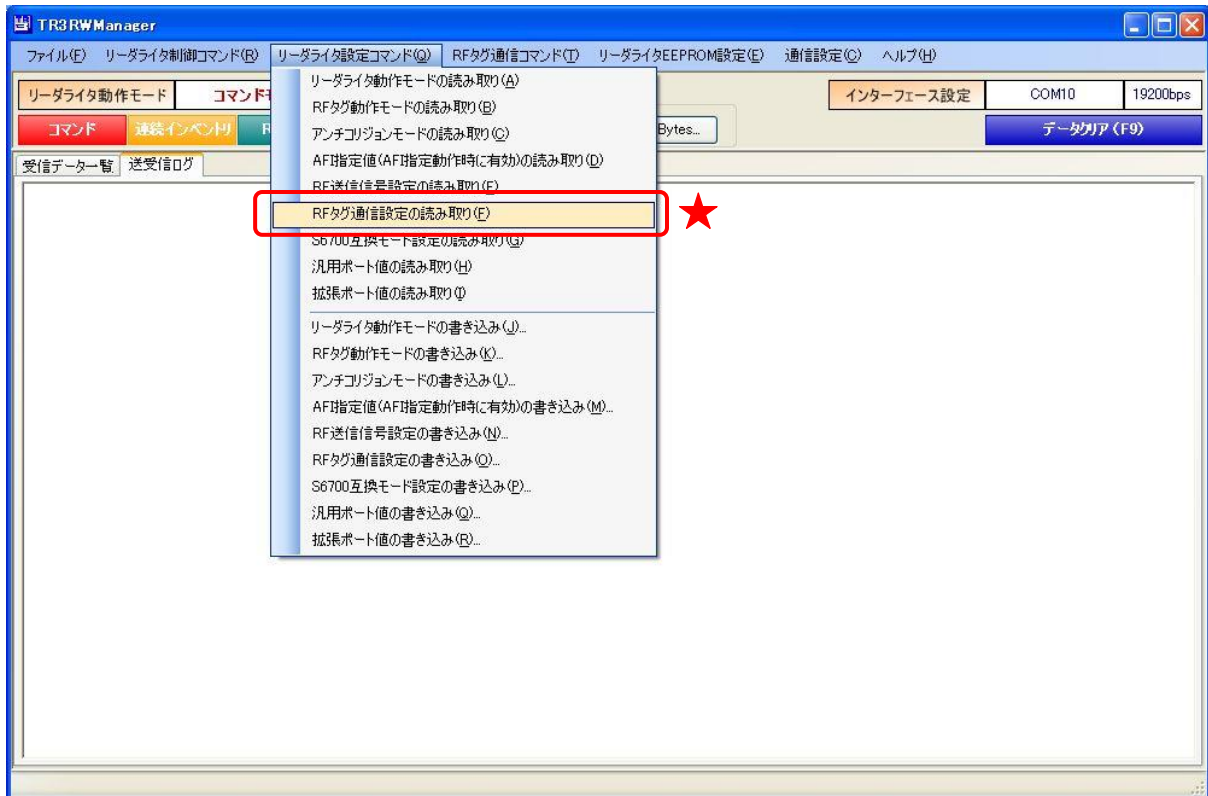 TR3RWManager
ファイル(F) リーダライタ制御コマンド(R) リーダライタ設定コマンド(Q) RFタグ通信コマンド(T) リーダライタEEPROM設定(E) 通信設定(C) ヘルプ(H)
リーダライタ動作モード コマンドモ インターフェース設定 COM10 19200bps
コマンド 連続インベントリ R Bytes... データクリア(F9)
受信データ一覧 送受信ログ
リーダライタ動作モードの読み取り(A)
RFタグ動作モードの読み取り(B)
アンチコリジョンモードの読み取り(C)
AFI指定値(AFI指定動作時に有効)の読み取り(D)
RF送信信号設定の読み取り(E)
RFタグ通信設定の読み取り(F)
S6700互換モード設定の読み取り(G)
汎用ポート値の読み取り(H)
拡張ポート値の読み取り(I)
リーダライタ動作モードの書き込み(J)...
RFタグ動作モードの書き込み(K)...
アンチコリジョンモードの書き込み(L)...
AFI指定値(AFI指定動作時に有効)の書き込み(M)...
RF送信信号設定の書き込み(N)...
RFタグ通信設定の書き込み(O)...
S6700互換モード設定の書き込み(P)...
汎用ポート値の書き込み(Q)...
拡張ポート値の書き込み(R)...